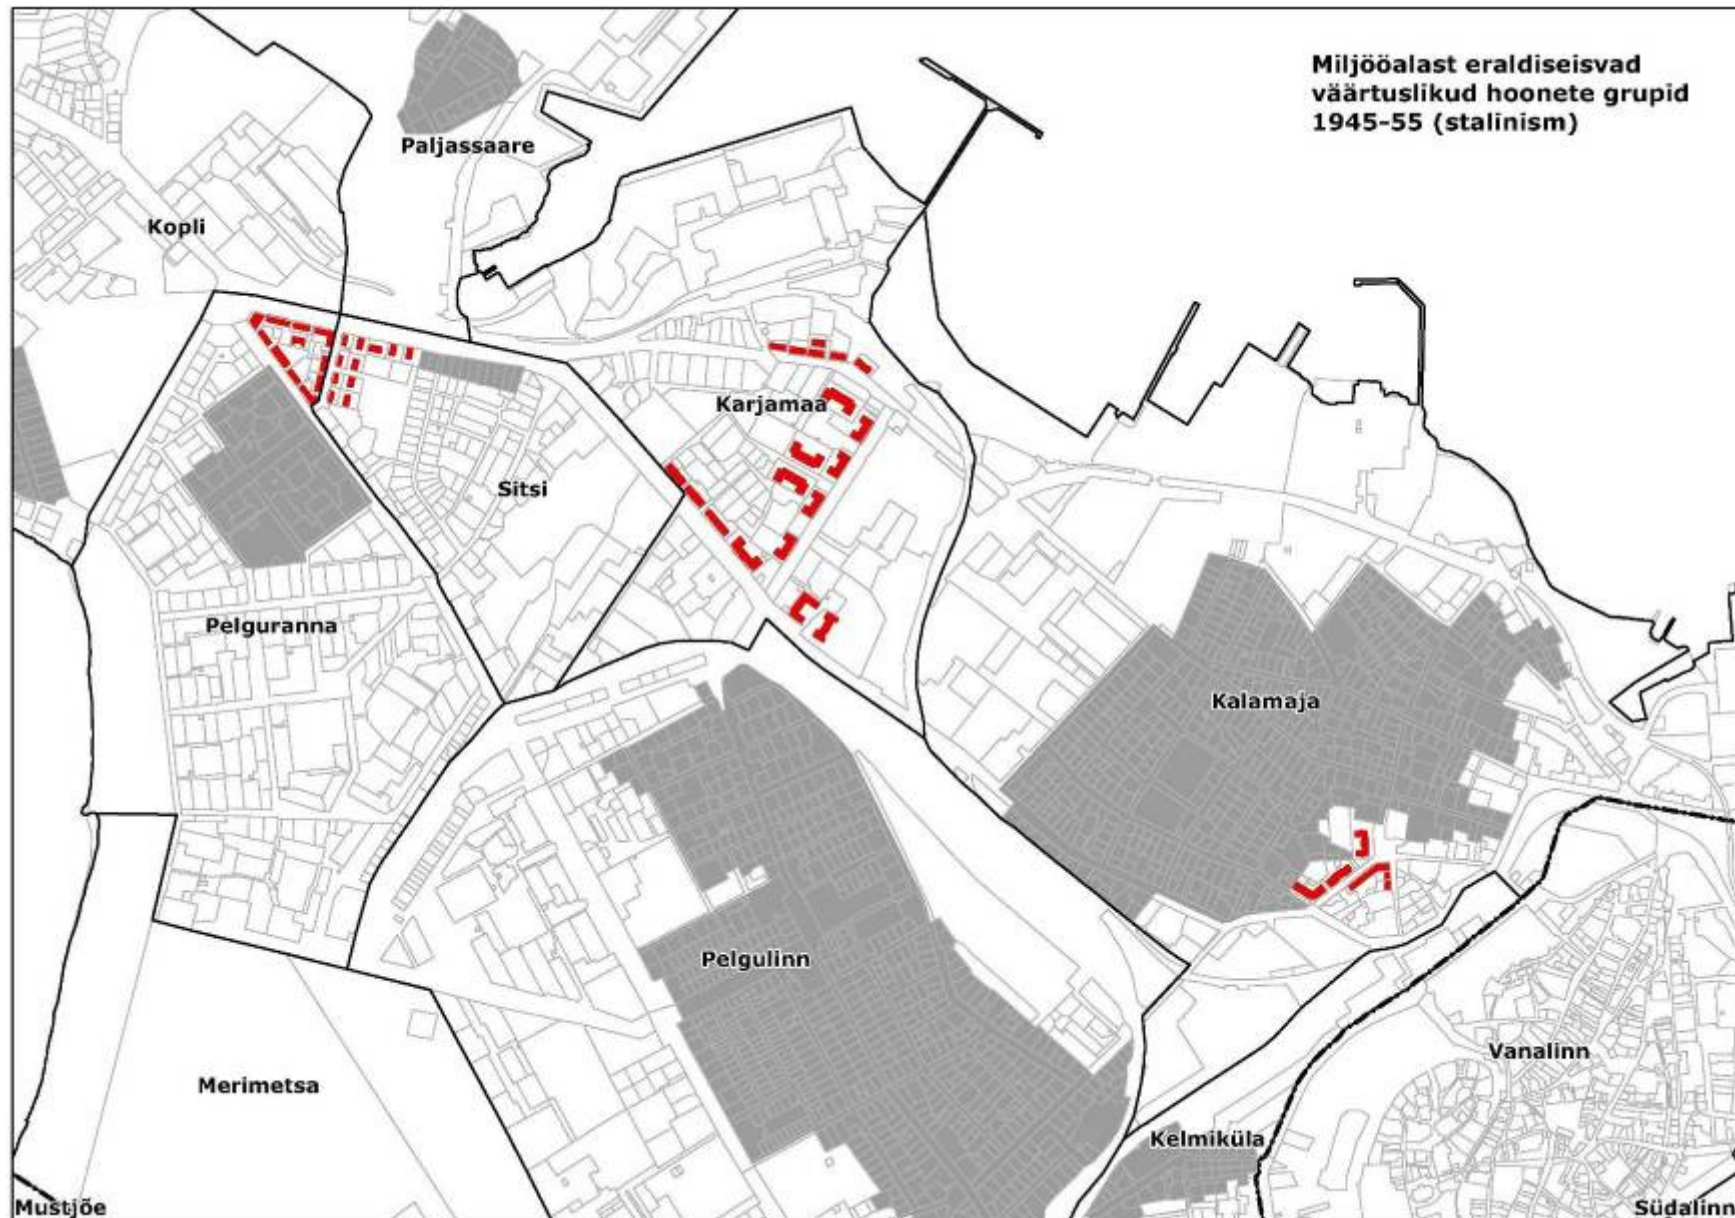 Miljööalast eraldiseisvad
väärtuslikud hoonete grupid
1945-55 (stalinism)
Paljassaare
Kopli
Karjamaa
Sitsi
Pelguranna
Kalamaja
Pelgulinn
Vanalinn
Merimetsa
Kelmiküla
Mustjõe
Südalinn